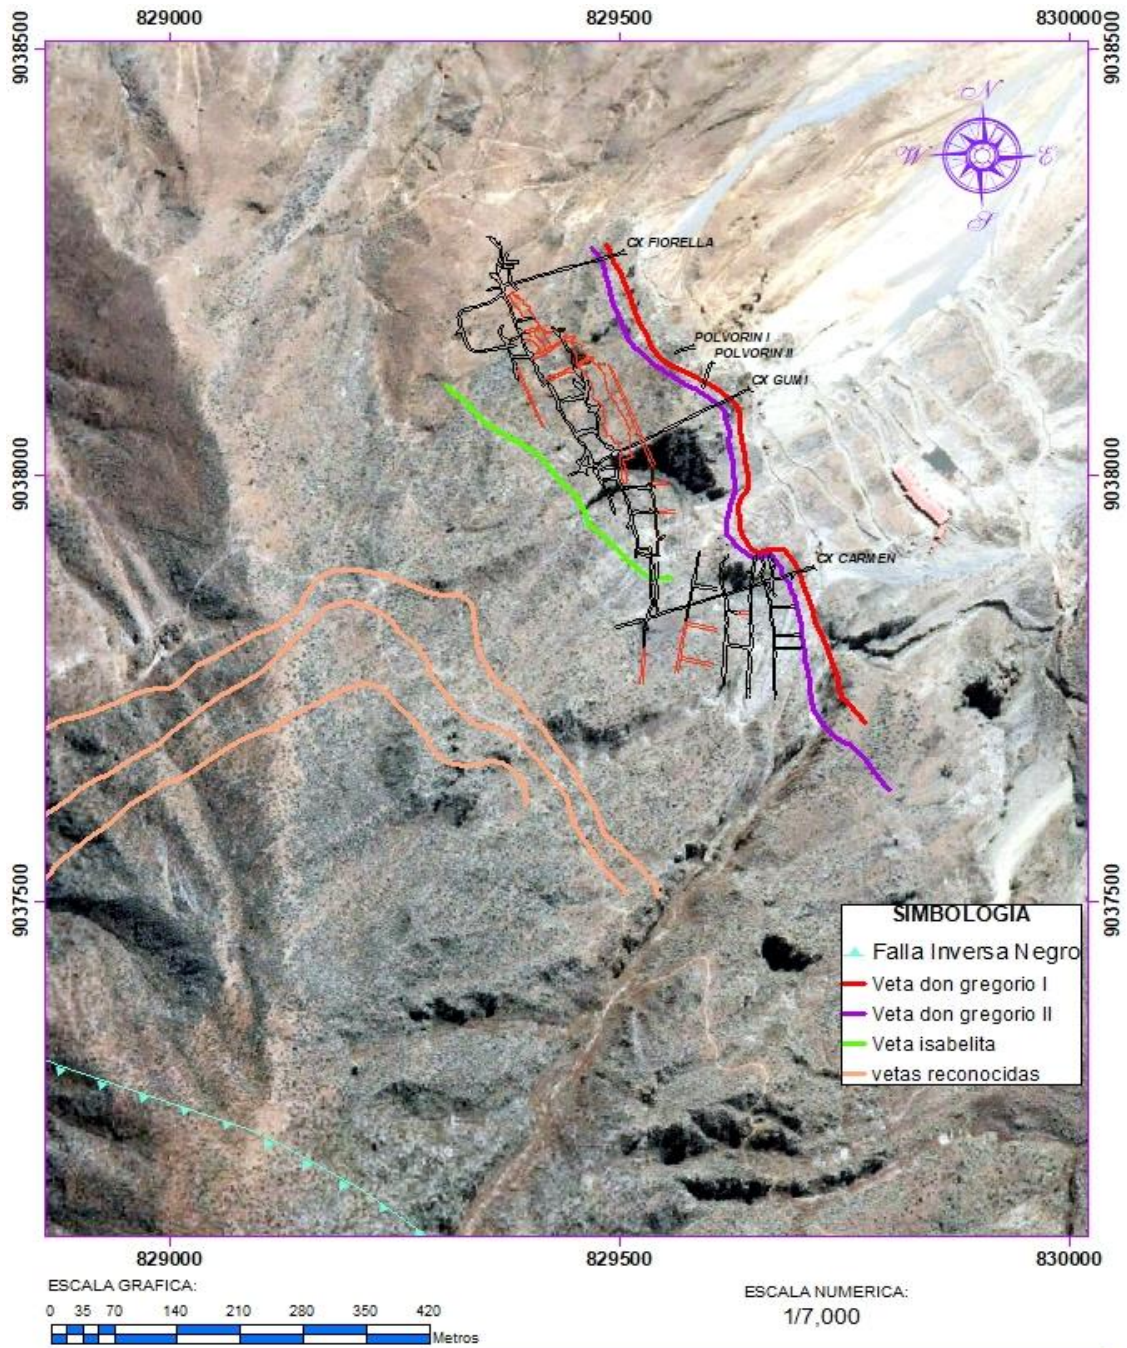 829000 829500 830000
9038500 9038500
N
W E
S
CX FIORELLA
POLVORIN I
POLVORIN II
CX GUMI
9038000 9038000
CX CARMEN
9037500 9037500
SIMBOLOGIA
Falla Inversa Negro
Veta don gregorio I
Veta don gregorio II
Veta isabelita
vetas reconocidas
829000 829500 830000
ESCALA GRAFICA:
0 35 70 140 210 280 350 420
Metros
ESCALA NUMERICA:
1/7,000